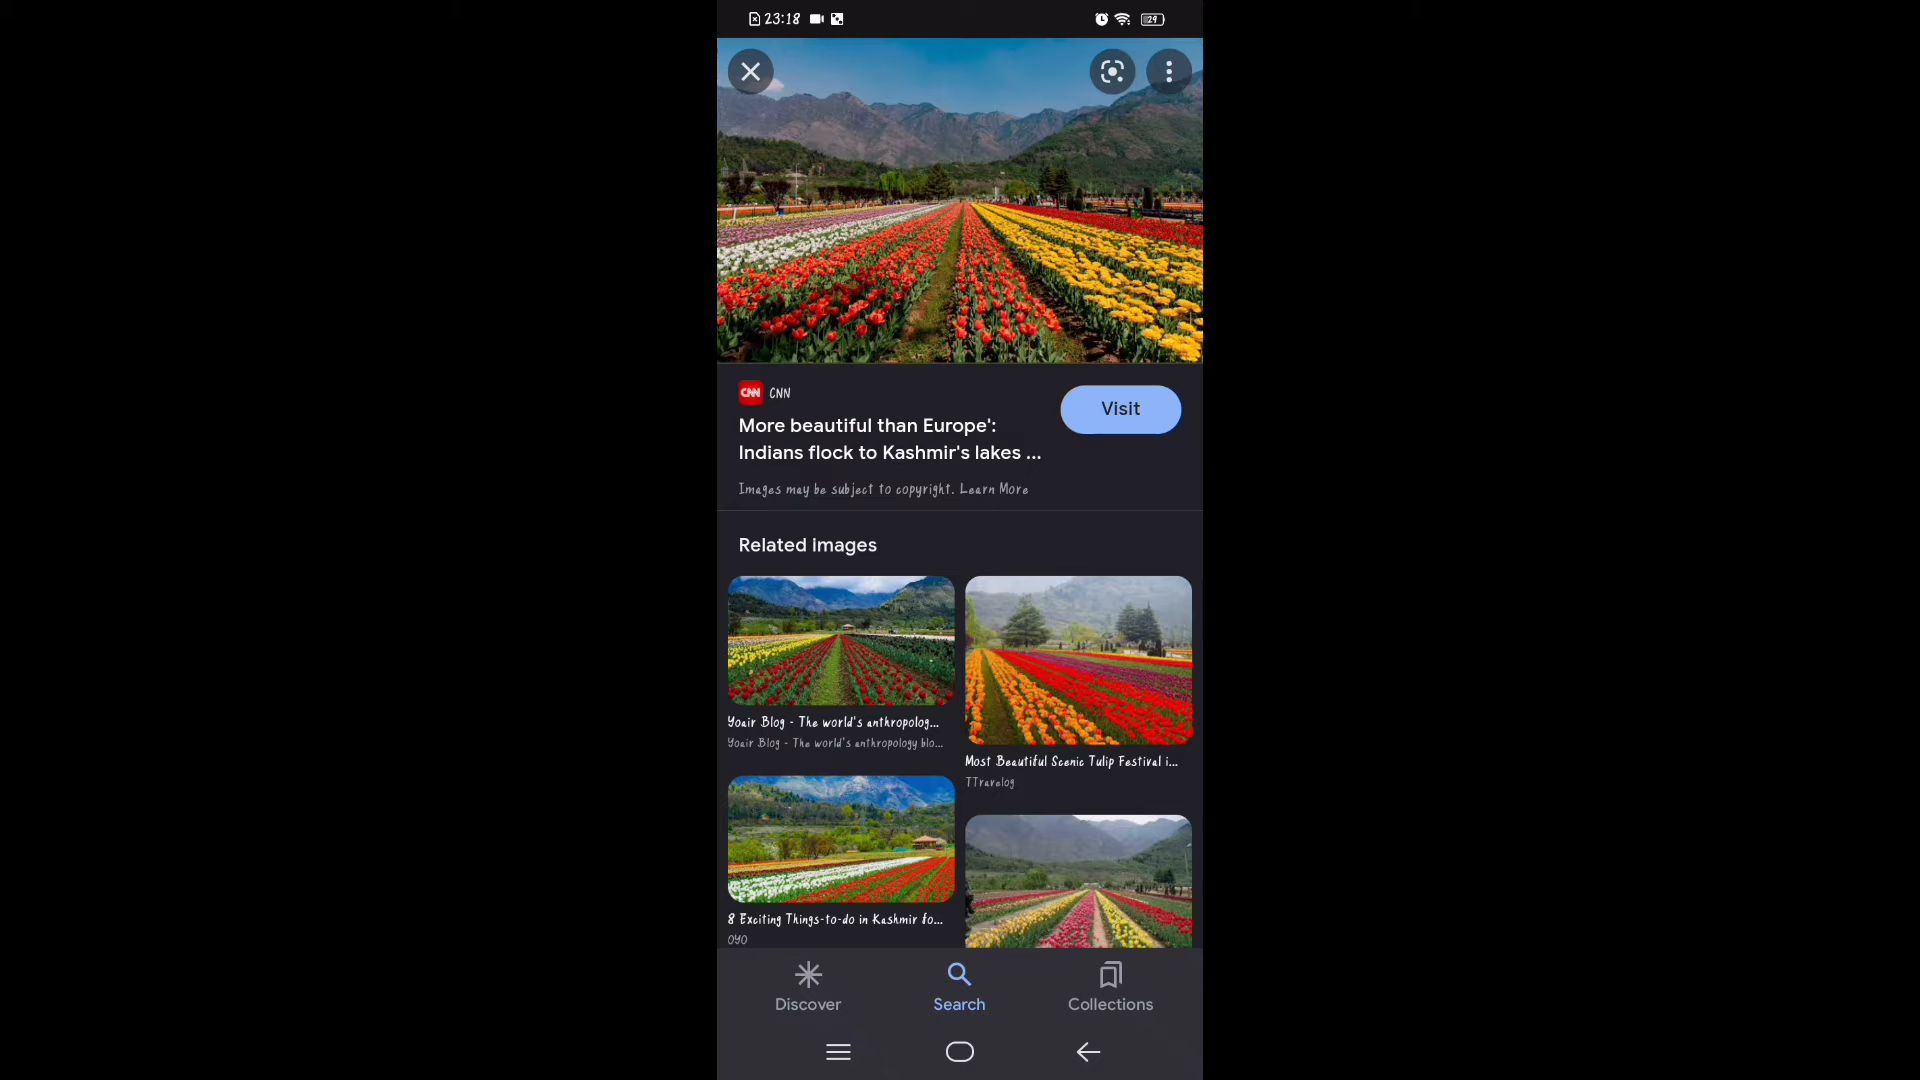 23:18
29
CNN CNN
More beautiful than Europe':
Indians flock to Kashmir's lakes ...
Visit
Images may be subject to copyright. Learn More
Related images
Yoair Blog - The world's anthropolog...
Yoair Blog - The world's anthropology blo...
Most Beautiful Scenic Tulip Festival i...
TTravelog
8 Exciting Things-to-do in Kashmir fo...
OYO
Discover
Search
Collections